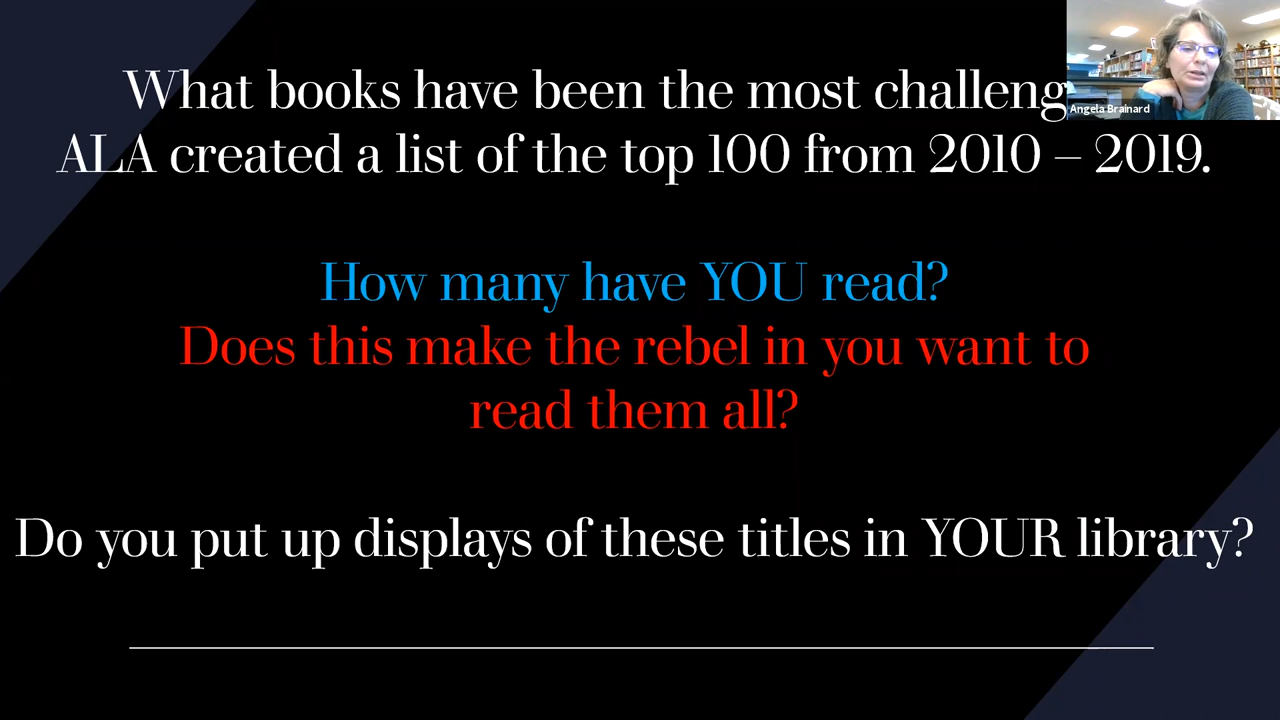 What books have been the most challeng
Angela Brainard
ALA created a list of the top 100 from 2010 – 2019.
How many have YOU read?
Does this make the rebel in you want to
read them all?
Do you put up displays of these titles in YOUR library?